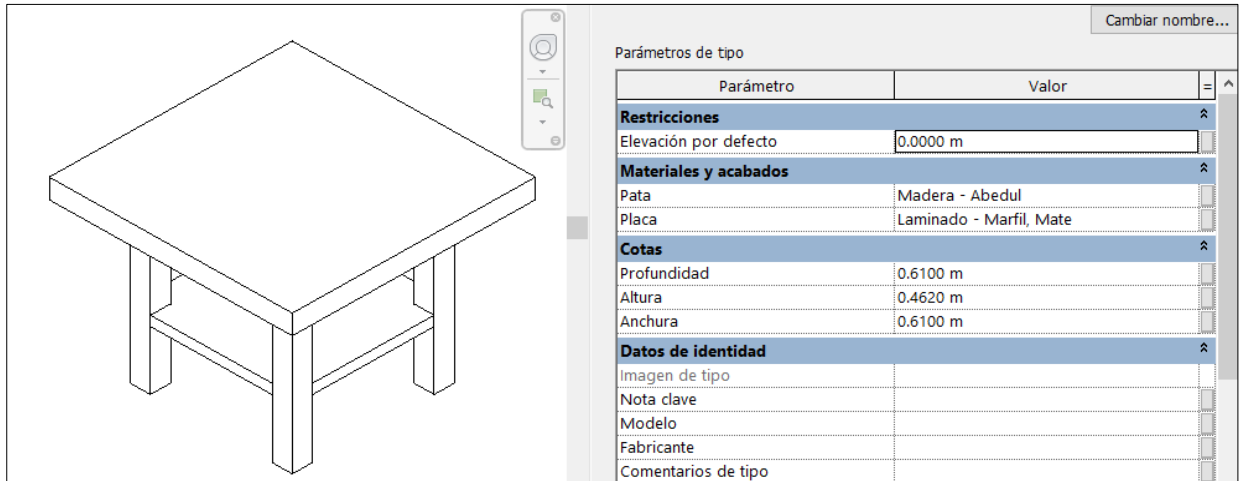 Cambiar nombre...
Parámetros de tipo
Parámetro Valor =
Restricciones
Elevación por defecto 0.0000 m
Materiales y acabados
Pata Madera - Abedul
Placa Laminado - Marfil, Mate
Cotas
Profundidad 0.6100 m
Altura 0.4620 m
Anchura 0.6100 m
Datos de identidad
Imagen de tipo
Nota clave
Modelo
Fabricante
Comentarios de tipo